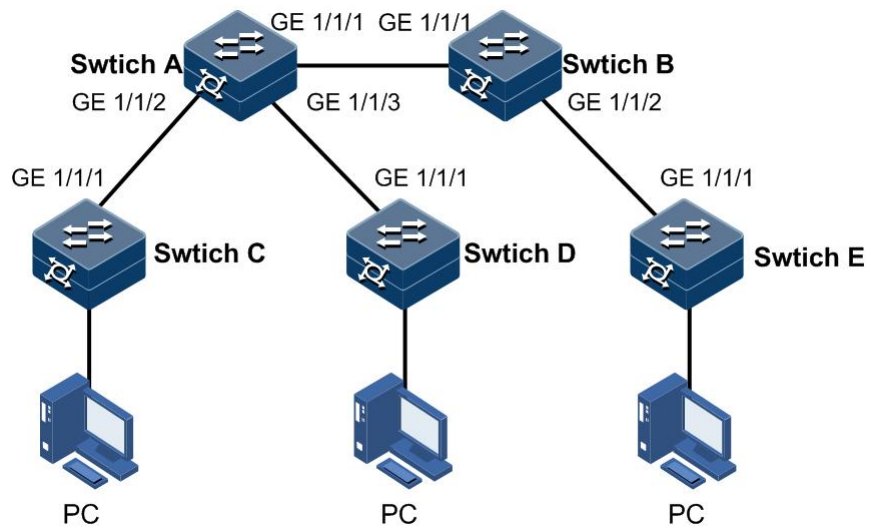 GE 1/1/1 GE 1/1/1
Swtich A
Swtich B
GE 1/1/2
GE 1/1/3
GE 1/1/2
GE 1/1/1
GE 1/1/1
GE 1/1/1
Swtich C
Swtich D
Swtich E
PC
PC
PC